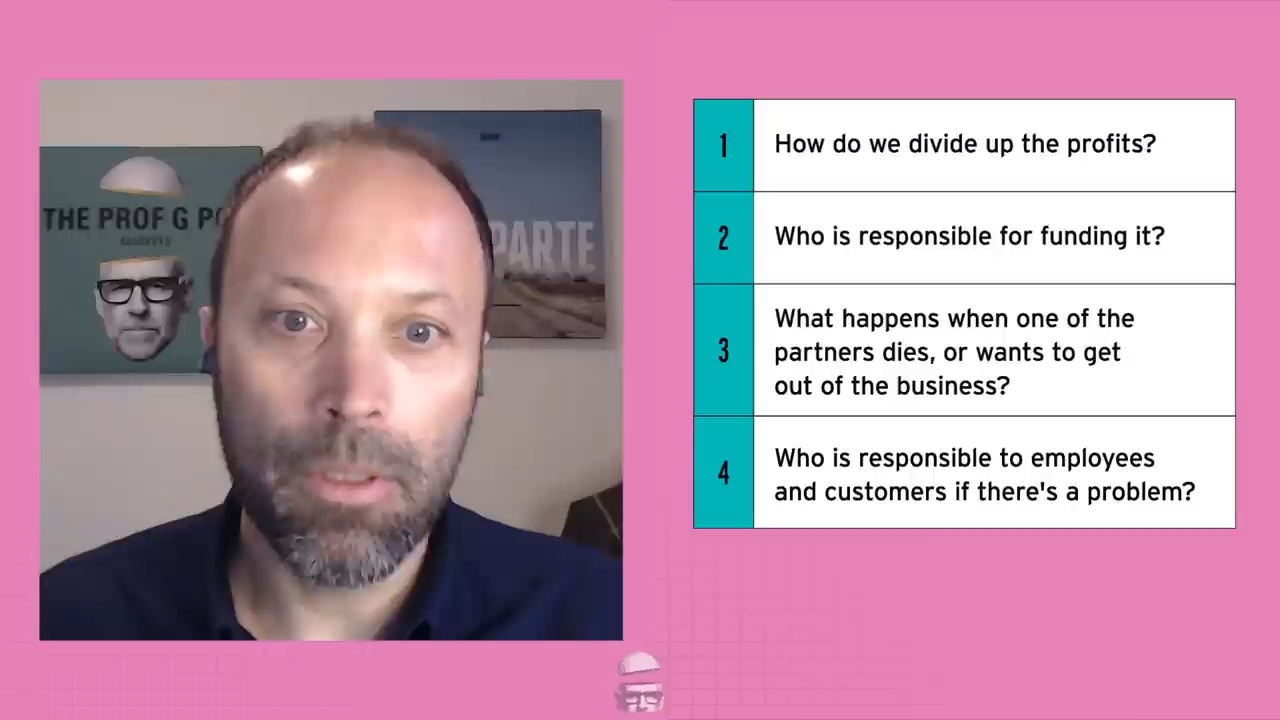 THE PROF G PO
PARTE
1
How do we divide up the profits?
2
Who is responsible for funding it?
3
What happens when one of the
partners dies, or wants to get
out of the business?
4
Who is responsible to employees
and customers if there's a problem?